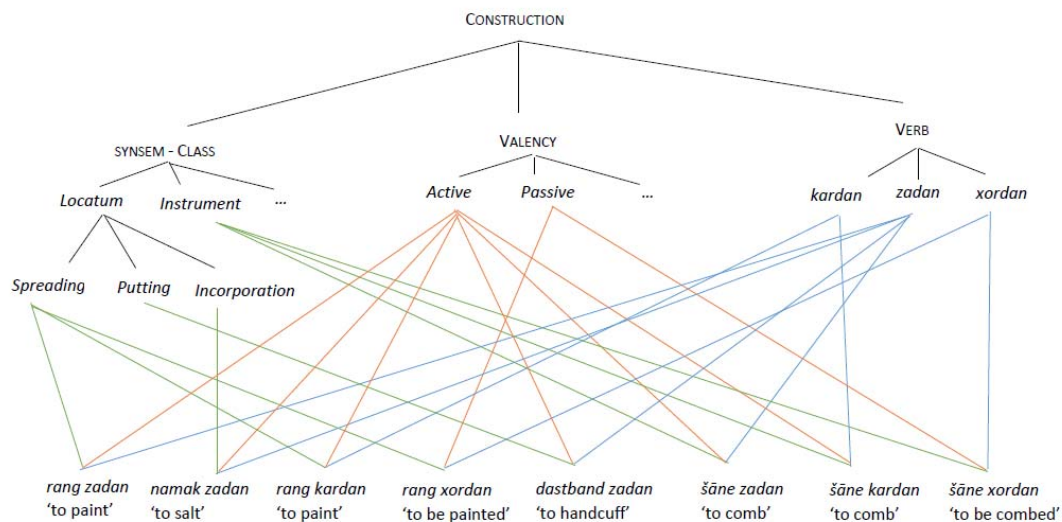 CONSTRUCTION
SYNSEM - CLASS
VALENCY
VERB
Locatum Instrument ...
Active Passive ...
kardan zadan xordan
Spreading Putting Incorporation
rang zadan namak zadan rang kardan rang xordan dastband zadan šāne zadan šāne kardan šāne xordan
‘to paint’ ‘to salt’ ‘to paint’ ‘to be painted’ ‘to handcuff’ ‘to comb’ ‘to comb’ ‘to be combed’